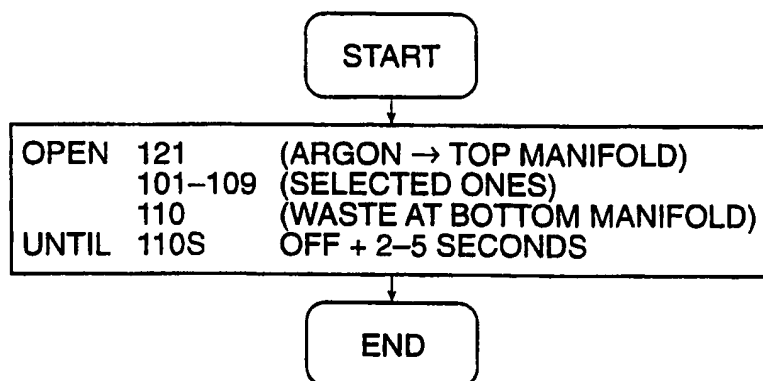 START
OPEN 121 (ARGON → TOP MANIFOLD)
101–109 (SELECTED ONES)
110 (WASTE AT BOTTOM MANIFOLD)
UNTIL 110S OFF + 2–5 SECONDS
END